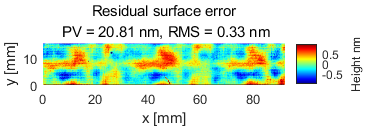 Residual surface error
PV = 20.81 nm, RMS = 0.33 nm
y [mm]
10
0
0 20 40 60 80
x [mm]
0.5
0
-0.5
Height nm